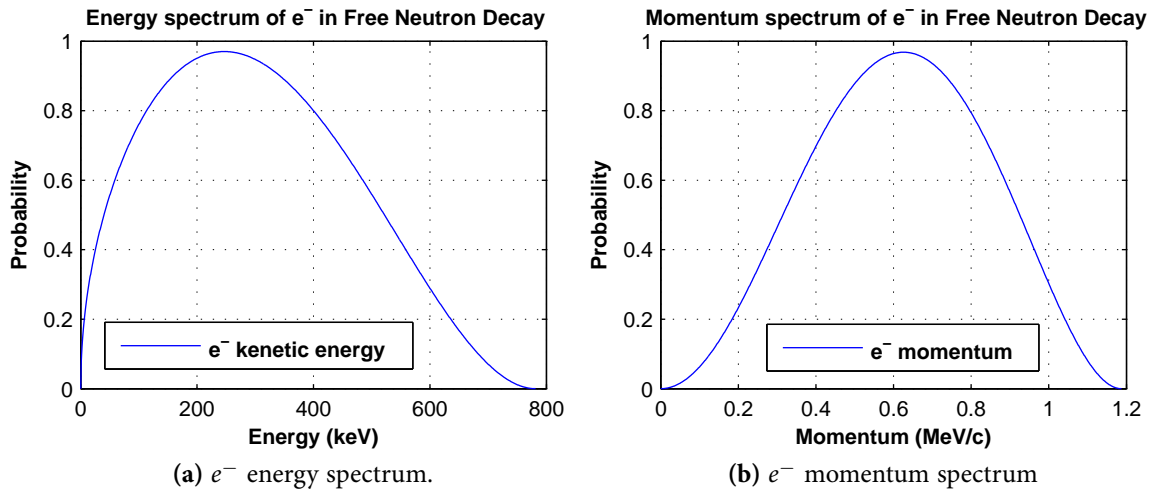 Energy spectrum of e⁻ in Free Neutron Decay
Probability
1
0.8
0.6
0.4
0.2
0
e⁻ kenetic energy
0 200 400 600 800
Energy (keV)
(a) e⁻ energy spectrum.
Momentum spectrum of e⁻ in Free Neutron Decay
Probability
1
0.8
0.6
0.4
0.2
0
e⁻ momentum
0 0.2 0.4 0.6 0.8 1 1.2
Momentum (MeV/c)
(b) e⁻ momentum spectrum